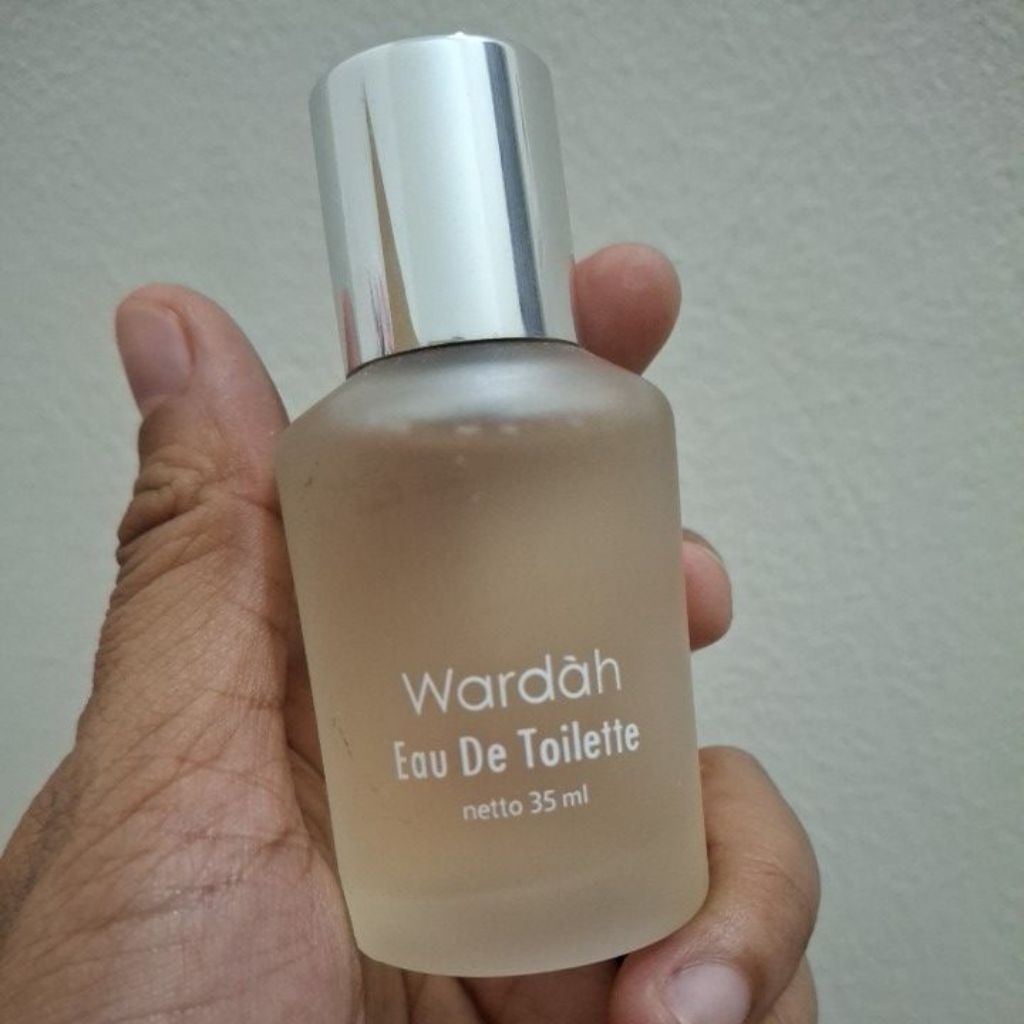 Wardàh
Eau De Toilette
netto 35 ml